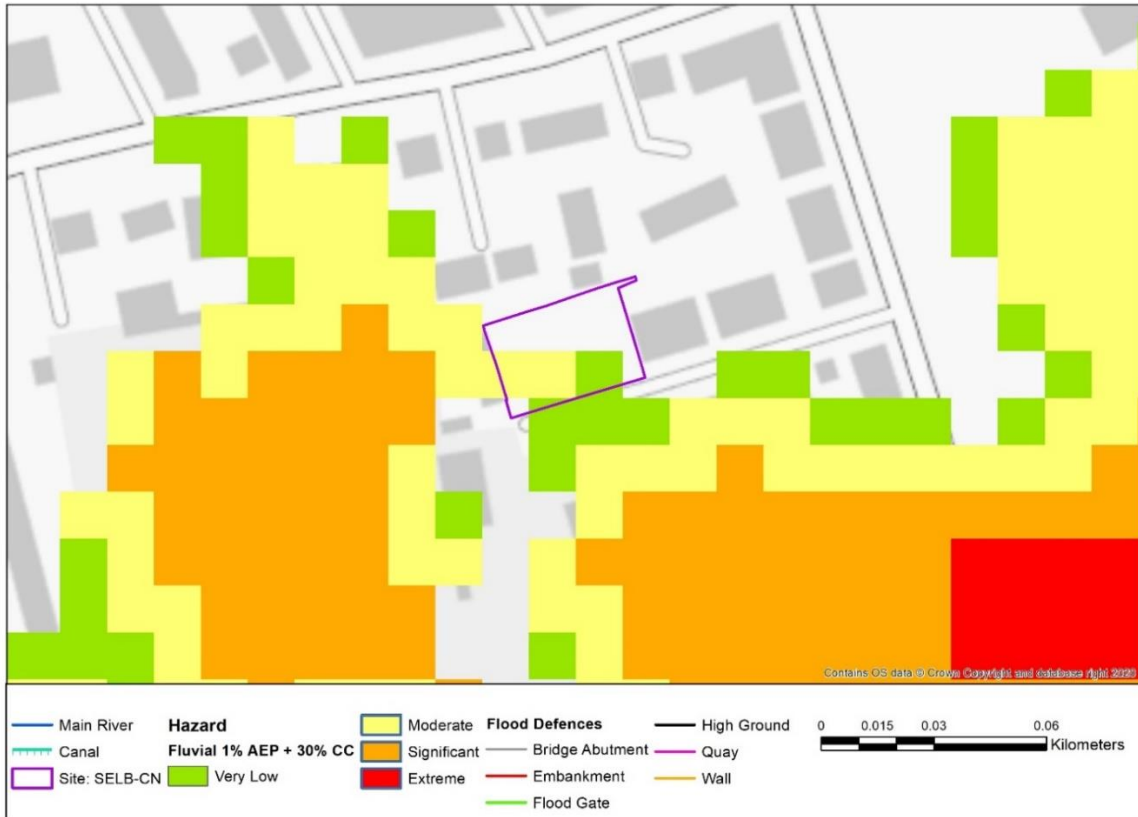 Contains OS data © Crown Copyright and database right 2020
Main River
Canal
Site: SELB-CN
Hazard
Fluvial 1% AEP + 30% CC
Very Low
Moderate
Significant
Extreme
Flood Defences
Bridge Abutment
Embankment
Flood Gate
High Ground
Quay
Wall
0 0.015 0.03 0.06
Kilometers